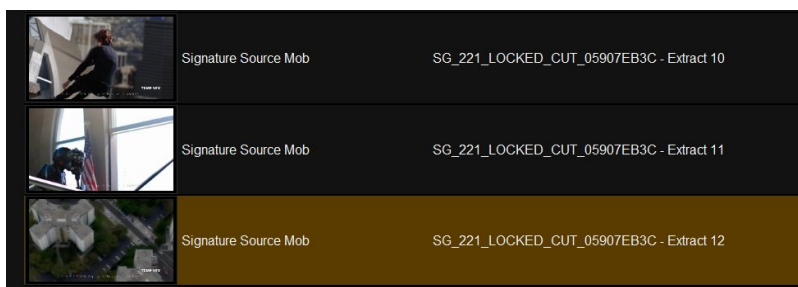 Signature Source Mob SG_221_LOCKED_CUT_05907EB3C - Extract 10
Signature Source Mob SG_221_LOCKED_CUT_05907EB3C - Extract 11
Signature Source Mob SG_221_LOCKED_CUT_05907EB3C - Extract 12